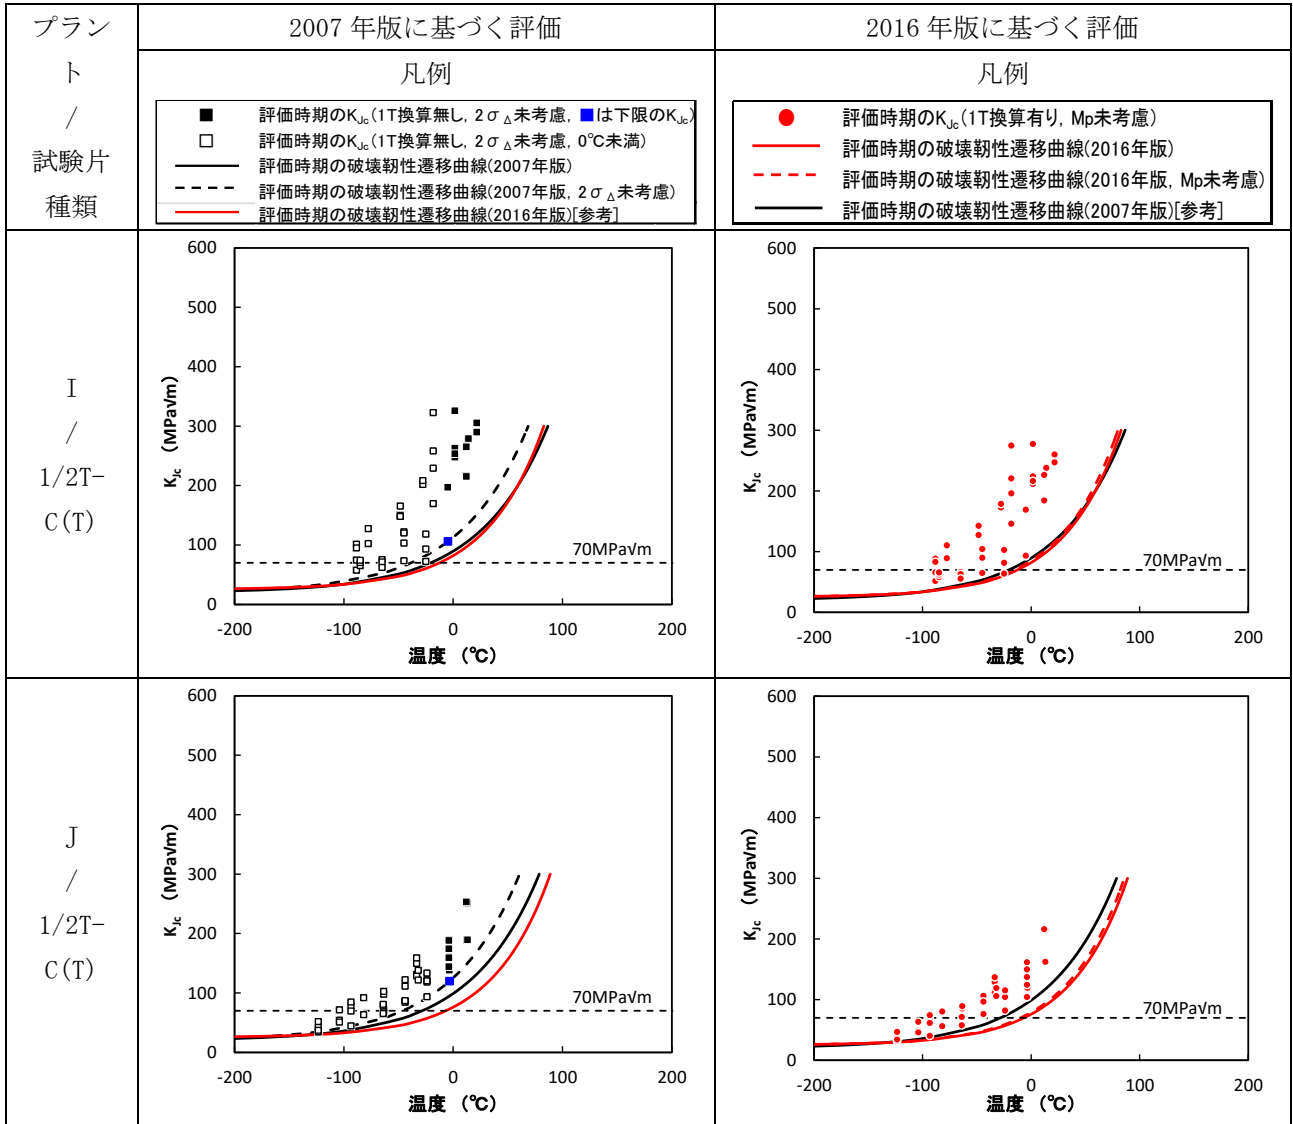 プラン
ト
/
試験片
種類
2007 年版に基づく評価
2016 年版に基づく評価
凡例
評価時期のKJc(1T換算無し, 2σΔ未考慮, ■は下限のKJc)
評価時期のKJc(1T換算無し, 2σΔ未考慮, 0℃未満)
評価時期の破壊靭性遷移曲線(2007年版)
評価時期の破壊靭性遷移曲線(2007年版, 2σΔ未考慮)
評価時期の破壊靭性遷移曲線(2016年版)[参考]
凡例
評価時期のKJc(1T換算有り, Mp未考慮)
評価時期の破壊靭性遷移曲線(2016年版)
評価時期の破壊靭性遷移曲線(2016年版, Mp未考慮)
評価時期の破壊靭性遷移曲線(2007年版)[参考]
I
/
1/2T-
C(T)
KJc (MPa√m)
600
500
400
300
200
100
0
70MPa√m
-200 -100 0 100 200
温度 (℃)
KJc (MPa√m)
600
500
400
300
200
100
0
70MPa√m
-200 -100 0 100 200
温度 (℃)
J
/
1/2T-
C(T)
KJc (MPa√m)
600
500
400
300
200
100
0
70MPa√m
-200 -100 0 100 200
温度 (℃)
KJc (MPa√m)
600
500
400
300
200
100
0
70MPa√m
-200 -100 0 100 200
温度 (℃)